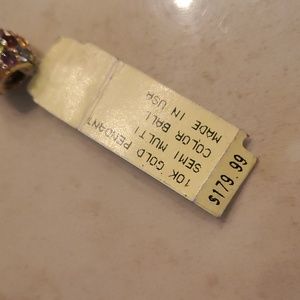 10K GOLD PENDANT
SEMI MULTI
COLOR BALL
MADE IN USA
$179.99